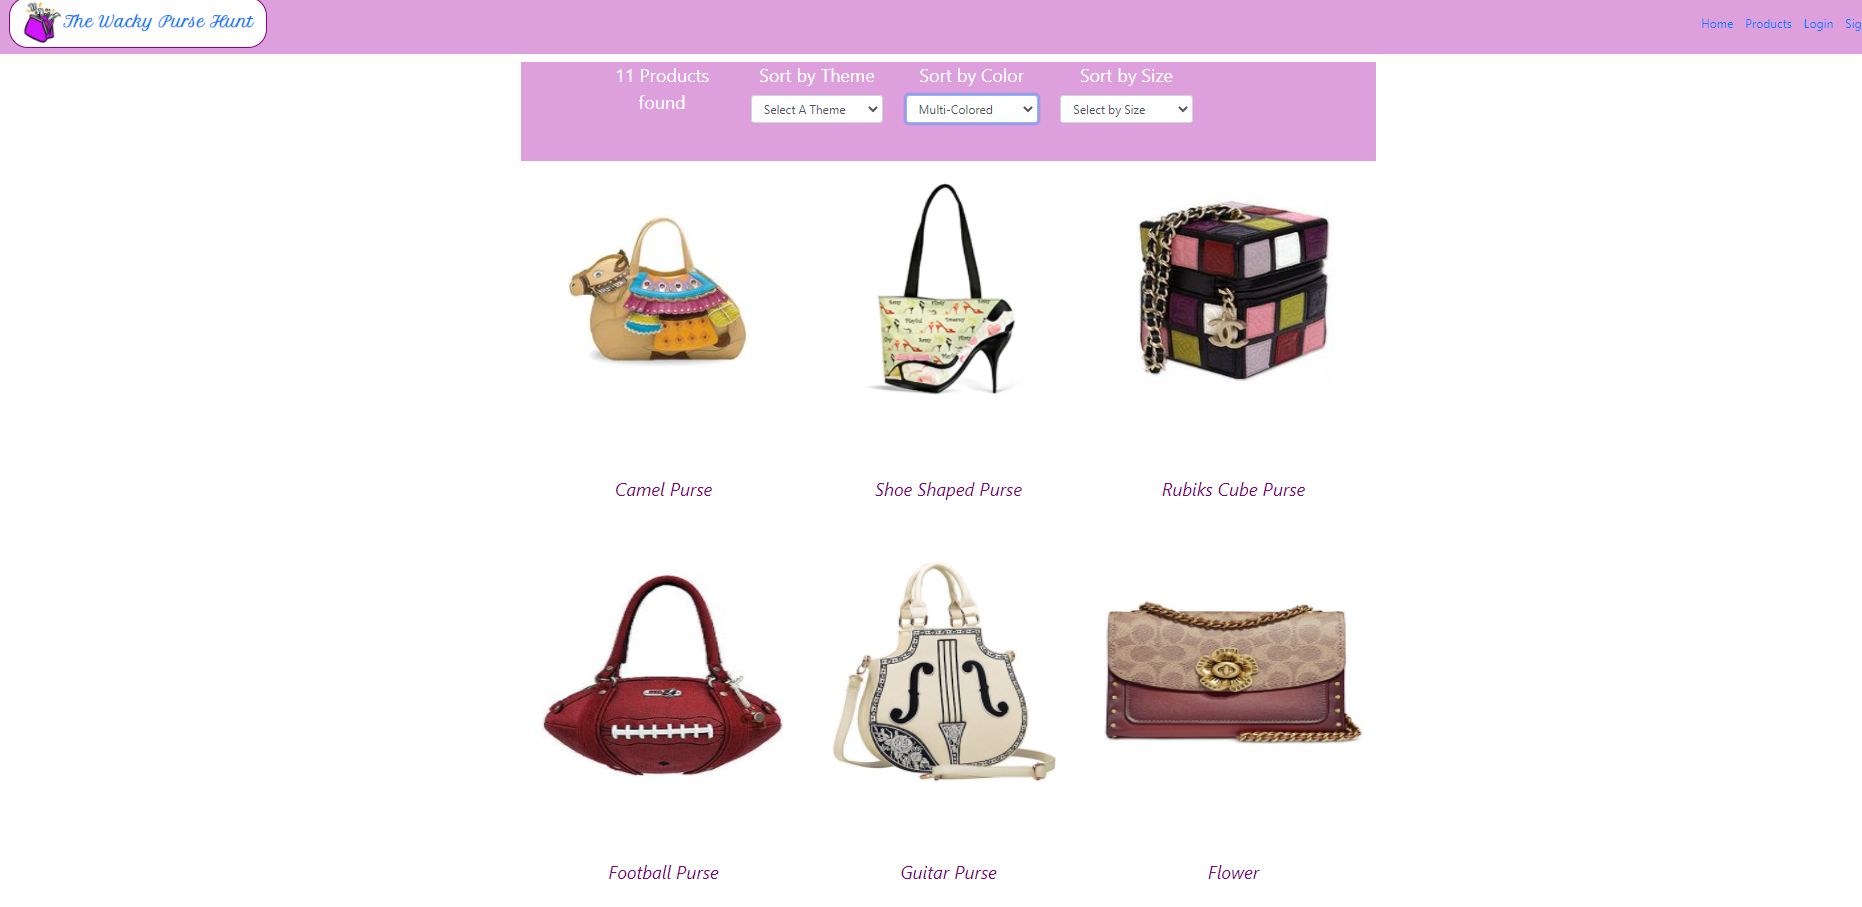 The Wacky Purse Hunt
Home Products Login Sig
11 Products
found
Sort by Theme
Select A Theme
Sort by Color
Multi-Colored
Sort by Size
Select by Size
Camel Purse
Shoe Shaped Purse
Rubiks Cube Purse
Football Purse
Guitar Purse
Flower